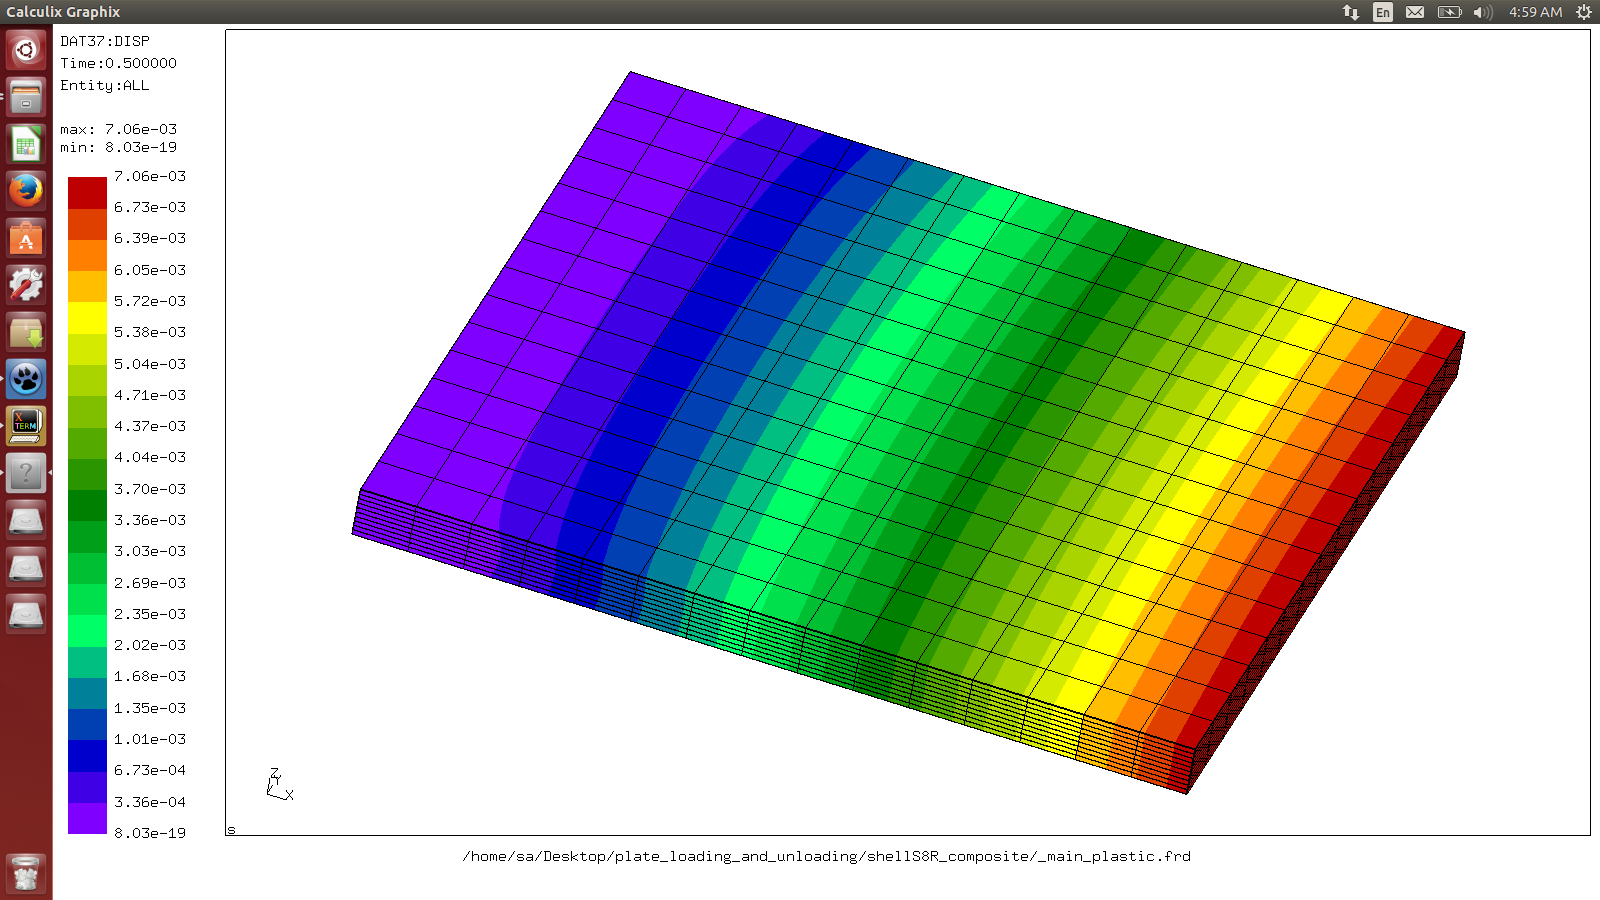 Calculix Graphix
En
4:59 AM
DAT37:DISP
Time:0.500000
Entity:ALL
max: 7.06e-03
min: 8.03e-19
7.06e-03
6.73e-03
6.39e-03
6.05e-03
5.72e-03
5.38e-03
5.04e-03
4.71e-03
4.37e-03
4.04e-03
3.70e-03
3.36e-03
3.03e-03
2.69e-03
2.35e-03
2.02e-03
1.68e-03
1.35e-03
1.01e-03
6.73e-04
3.36e-04
8.03e-19
X
TERM
?
Z
Y
X
s
/home/sa/Desktop/plate_loading_and_unloading/shellS8R_composite/_main_plastic.frd